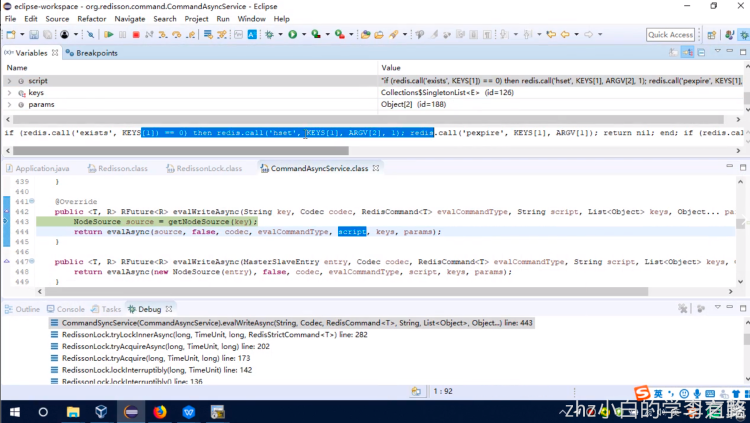 eclipse-workspace - org.redisson.command.CommandAsyncService - Eclipse
File Edit Source Refactor Navigate Search Project Run Window Help
Quick Access
Variables Breakpoints
Name Value
script "if (redis.call('exists', KEYS[1]) == 0) then redis.call('hset', KEYS[1], ARGV[2], 1); redis.call('pexpire', KEYS[1],
keys Collections$SingletonList<E> (id=126)
params Object[2] (id=188)
if (redis.call('exists', KEYS[1]) == 0) then redis.call('hset', KEYS[1], ARGV[2], 1); redis.call('pexpire', KEYS[1], ARGV[1]); return nil; end; if (redis.ca
Application.java Redisson.class RedissonLock.class CommandAsyncService.class
439 }
440
441 @Override
442 public <T, R> RFuture<R> evalWriteAsync(String key, Codec codec, RedisCommand<T> evalCommandType, String script, List<Object> keys, Object... pa
443 NodeSource source = getNodeSource(key);
444 return evalAsync(source, false, codec, evalCommandType, script, keys, params);
445 }
446
447 public <T, R> RFuture<R> evalWriteAsync(MasterSlaveEntry entry, Codec codec, RedisCommand<T> evalCommandType, String script, List<Object> keys,
448 return evalAsync(new NodeSource(entry), false, codec, evalCommandType, script, keys, params);
449 }
Outline Console Tasks Debug
CommandSyncService(CommandAsyncService).evalWriteAsync(String, Codec, RedisCommand<T>, String, List<Object>, Object...) line: 443
RedissonLock.tryLockInnerAsync(long, TimeUnit, long, RedisStrictCommand<T>) line: 282
RedissonLock.tryAcquireAsync(long, TimeUnit, long) line: 202
RedissonLock.tryAcquire(long, TimeUnit, long) line: 173
RedissonLock.lockInterruptibly(long, TimeUnit) line: 142
RedissonLock.lockInterruptibly() line: 136
1 : 92
英
zhz小白的学习有略